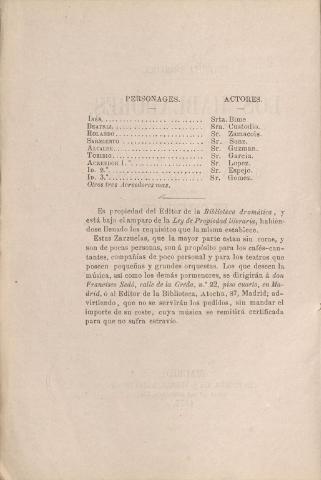 PERSONAGES. ACTORES.
INÉS. Srta. Bime
BEATRIZ. Sra. Custodio.
ROLANDO. Sr. Zamacois.
SARMIENTO. Sr. Sanz.
ALCALDE. Sr. Guzman.
TORIBIO. Sr. García.
ACREEDOR 1.° Sr. Lopez.
ID. 2.° Sr. Espejo.
ID. 3.° Sr. Gomez.
Otros tres Acreedores mas.
Es propiedad del Editor de la Biblioteca dramática, y
está bajo el amparo de la Ley de Propiedad literaria, habién-
dose llenado los requisitos que la misma establece.
Estas Zarzuelas, que la mayor parte están sin coros, y
son de pocas personas, son á propósito para los cafés-can-
tantes, compañías de poco personal y para los teatros que
poseen pequeñas y grandes orquestas. Los que deseen la
música, así como los demás pormenores, se dirigirán á don
Francisco Sedó, calle de la Greda, n.° 22, piso cuarto, en Ma-
drid, ó al Editor de la Biblioteca, Atocha, 87, Madrid; ad-
virtiendo, que no se servirán los pedidos, sin mandar el
importe de su coste, cuya música se remitirá certificada
para que no sufra estravío.